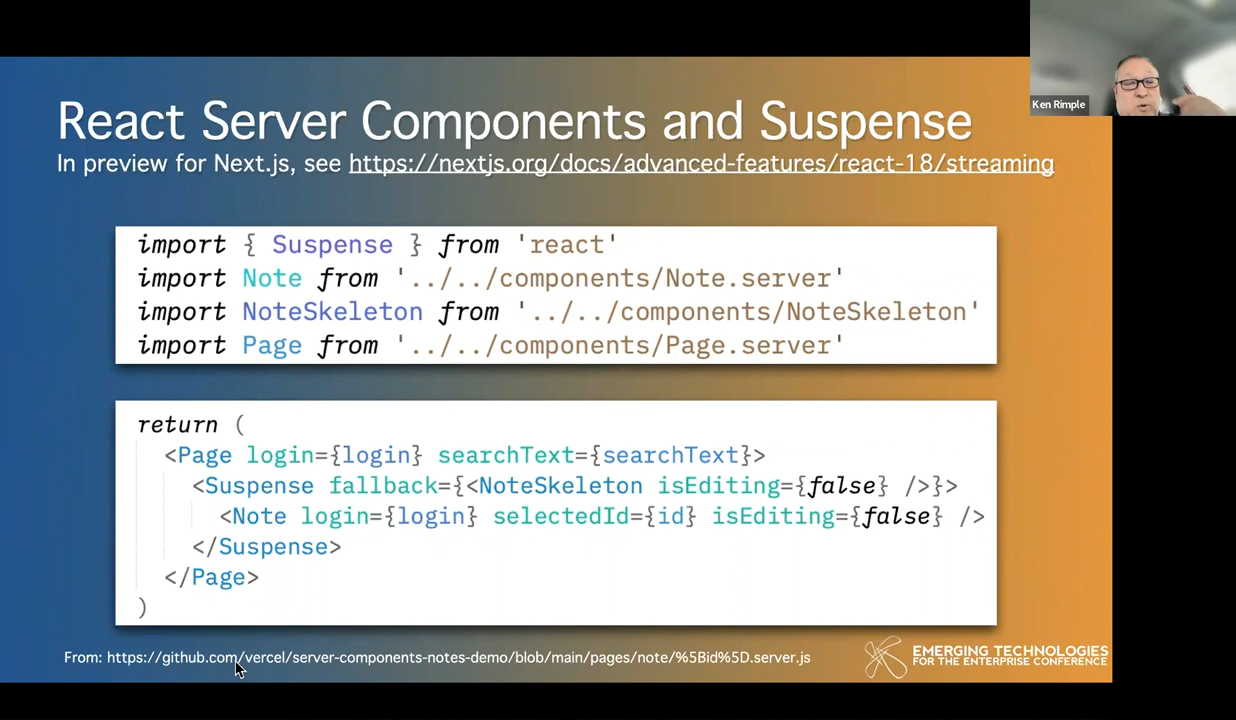 Ken Rimple
React Server Components and Suspense
In preview for Next.js, see https://nextjs.org/docs/advanced-features/react-18/streaming
import { Suspense } from 'react'
import Note from '../../components/Note.server'
import NoteSkeleton from '../../components/NoteSkeleton'
import Page from '../../components/Page.server'
return (
<Page login={login} searchText={searchText}>
<Suspense fallback={<NoteSkeleton isEditing={false} />}>
<Note login={login} selectedId={id} isEditing={false} />
</Suspense>
</Page>
)
From: https://github.com/vercel/server-components-notes-demo/blob/main/pages/note/%5Bid%5D.server.js
EMERGING TECHNOLOGIES
FOR THE ENTERPRISE CONFERENCE